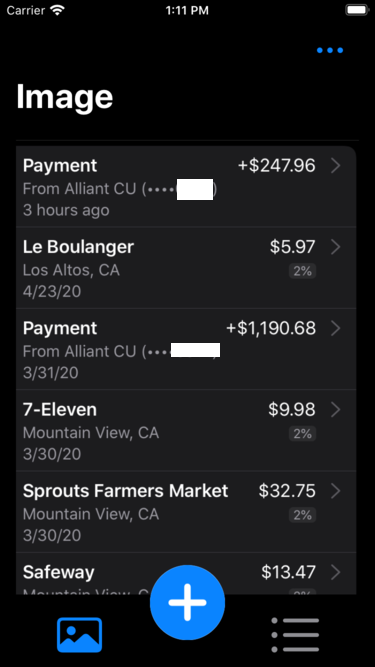 Carrier 1:11 PM
Image
Payment +$247.96
From Alliant CU (••••
3 hours ago
Le Boulanger $5.97
Los Altos, CA 2%
4/23/20
Payment +$1,190.68
From Alliant CU (•••
3/31/20
7-Eleven $9.98
Mountain View, CA 2%
3/30/20
Sprouts Farmers Market $32.75
Mountain View, CA 2%
3/30/20
Safeway $13.47
Mountain View, CA